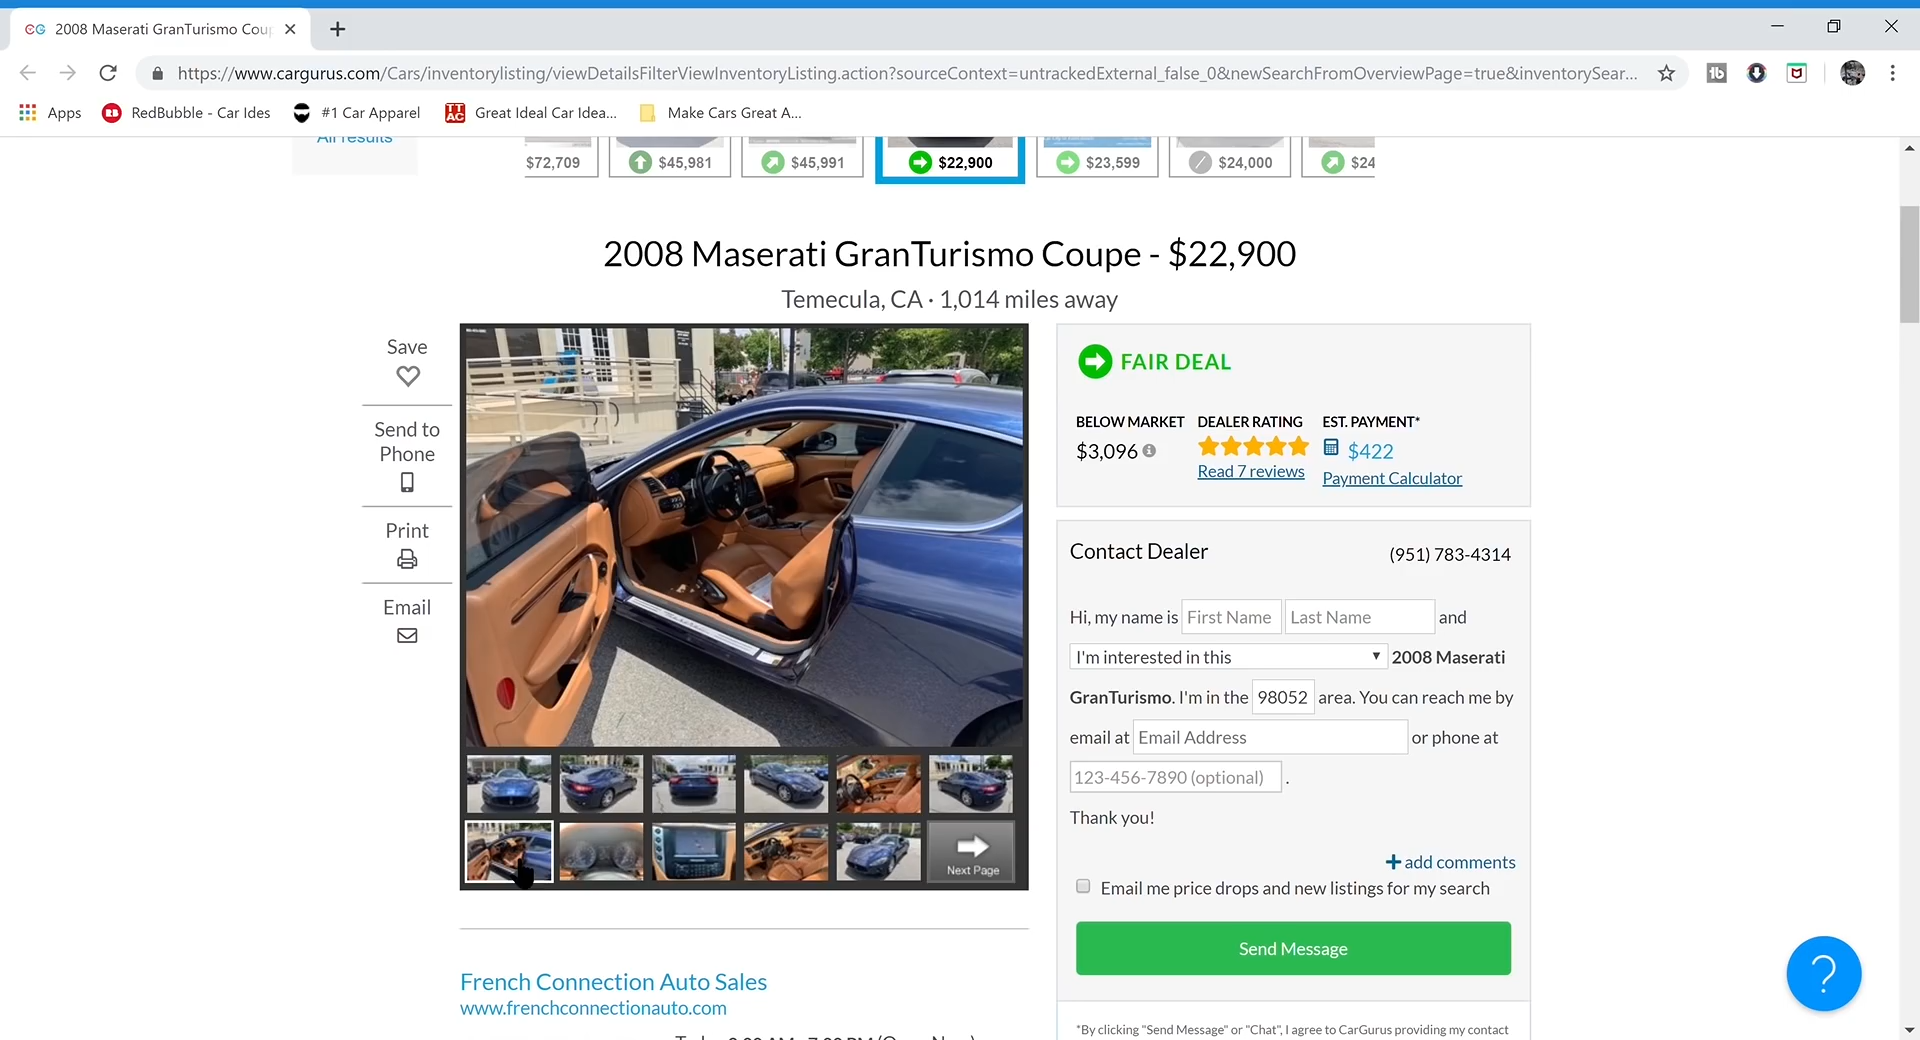 2008 Maserati GranTurismo Coup
https://www.cargurus.com/Cars/inventorylisting/viewDetailsFilterViewInventoryListing.action?sourceContext=untrackedExternal_false_0&newSearchFromOverviewPage=true&inventorySear...
Apps RedBubble - Car Ides #1 Car Apparel TTAC Great Ideal Car Idea... Make Cars Great A...
All results
$72,709 $45,981 $45,991 $22,900 $23,599 $24,000 $24
2008 Maserati GranTurismo Coupe - $22,900
Temecula, CA · 1,014 miles away
Save
Send to
Phone
Print
Email
Next Page
FAIR DEAL
BELOW MARKET DEALER RATING EST. PAYMENT*
$3,096 $422
Read 7 reviews Payment Calculator
Contact Dealer (951) 783-4314
Hi, my name is First Name Last Name and
I'm interested in this 2008 Maserati
GranTurismo. I'm in the 98052 area. You can reach me by
email at Email Address or phone at
123-456-7890 (optional) .
Thank you!
+ add comments
Email me price drops and new listings for my search
Send Message
*By clicking "Send Message" or "Chat", I agree to CarGurus providing my contact
?
French Connection Auto Sales
www.frenchconnectionauto.com